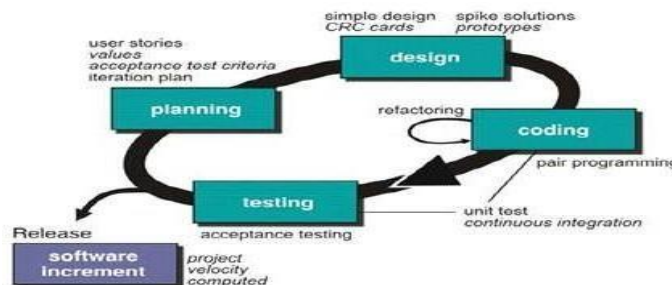 simple design
CRC cards
spike solutions
prototypes
design
user stories
values
acceptance test criteria
iteration plan
planning
refactoring
coding
pair programming
testing
unit test
continuous integration
acceptance testing
Release
software
increment
project
velocity
computed